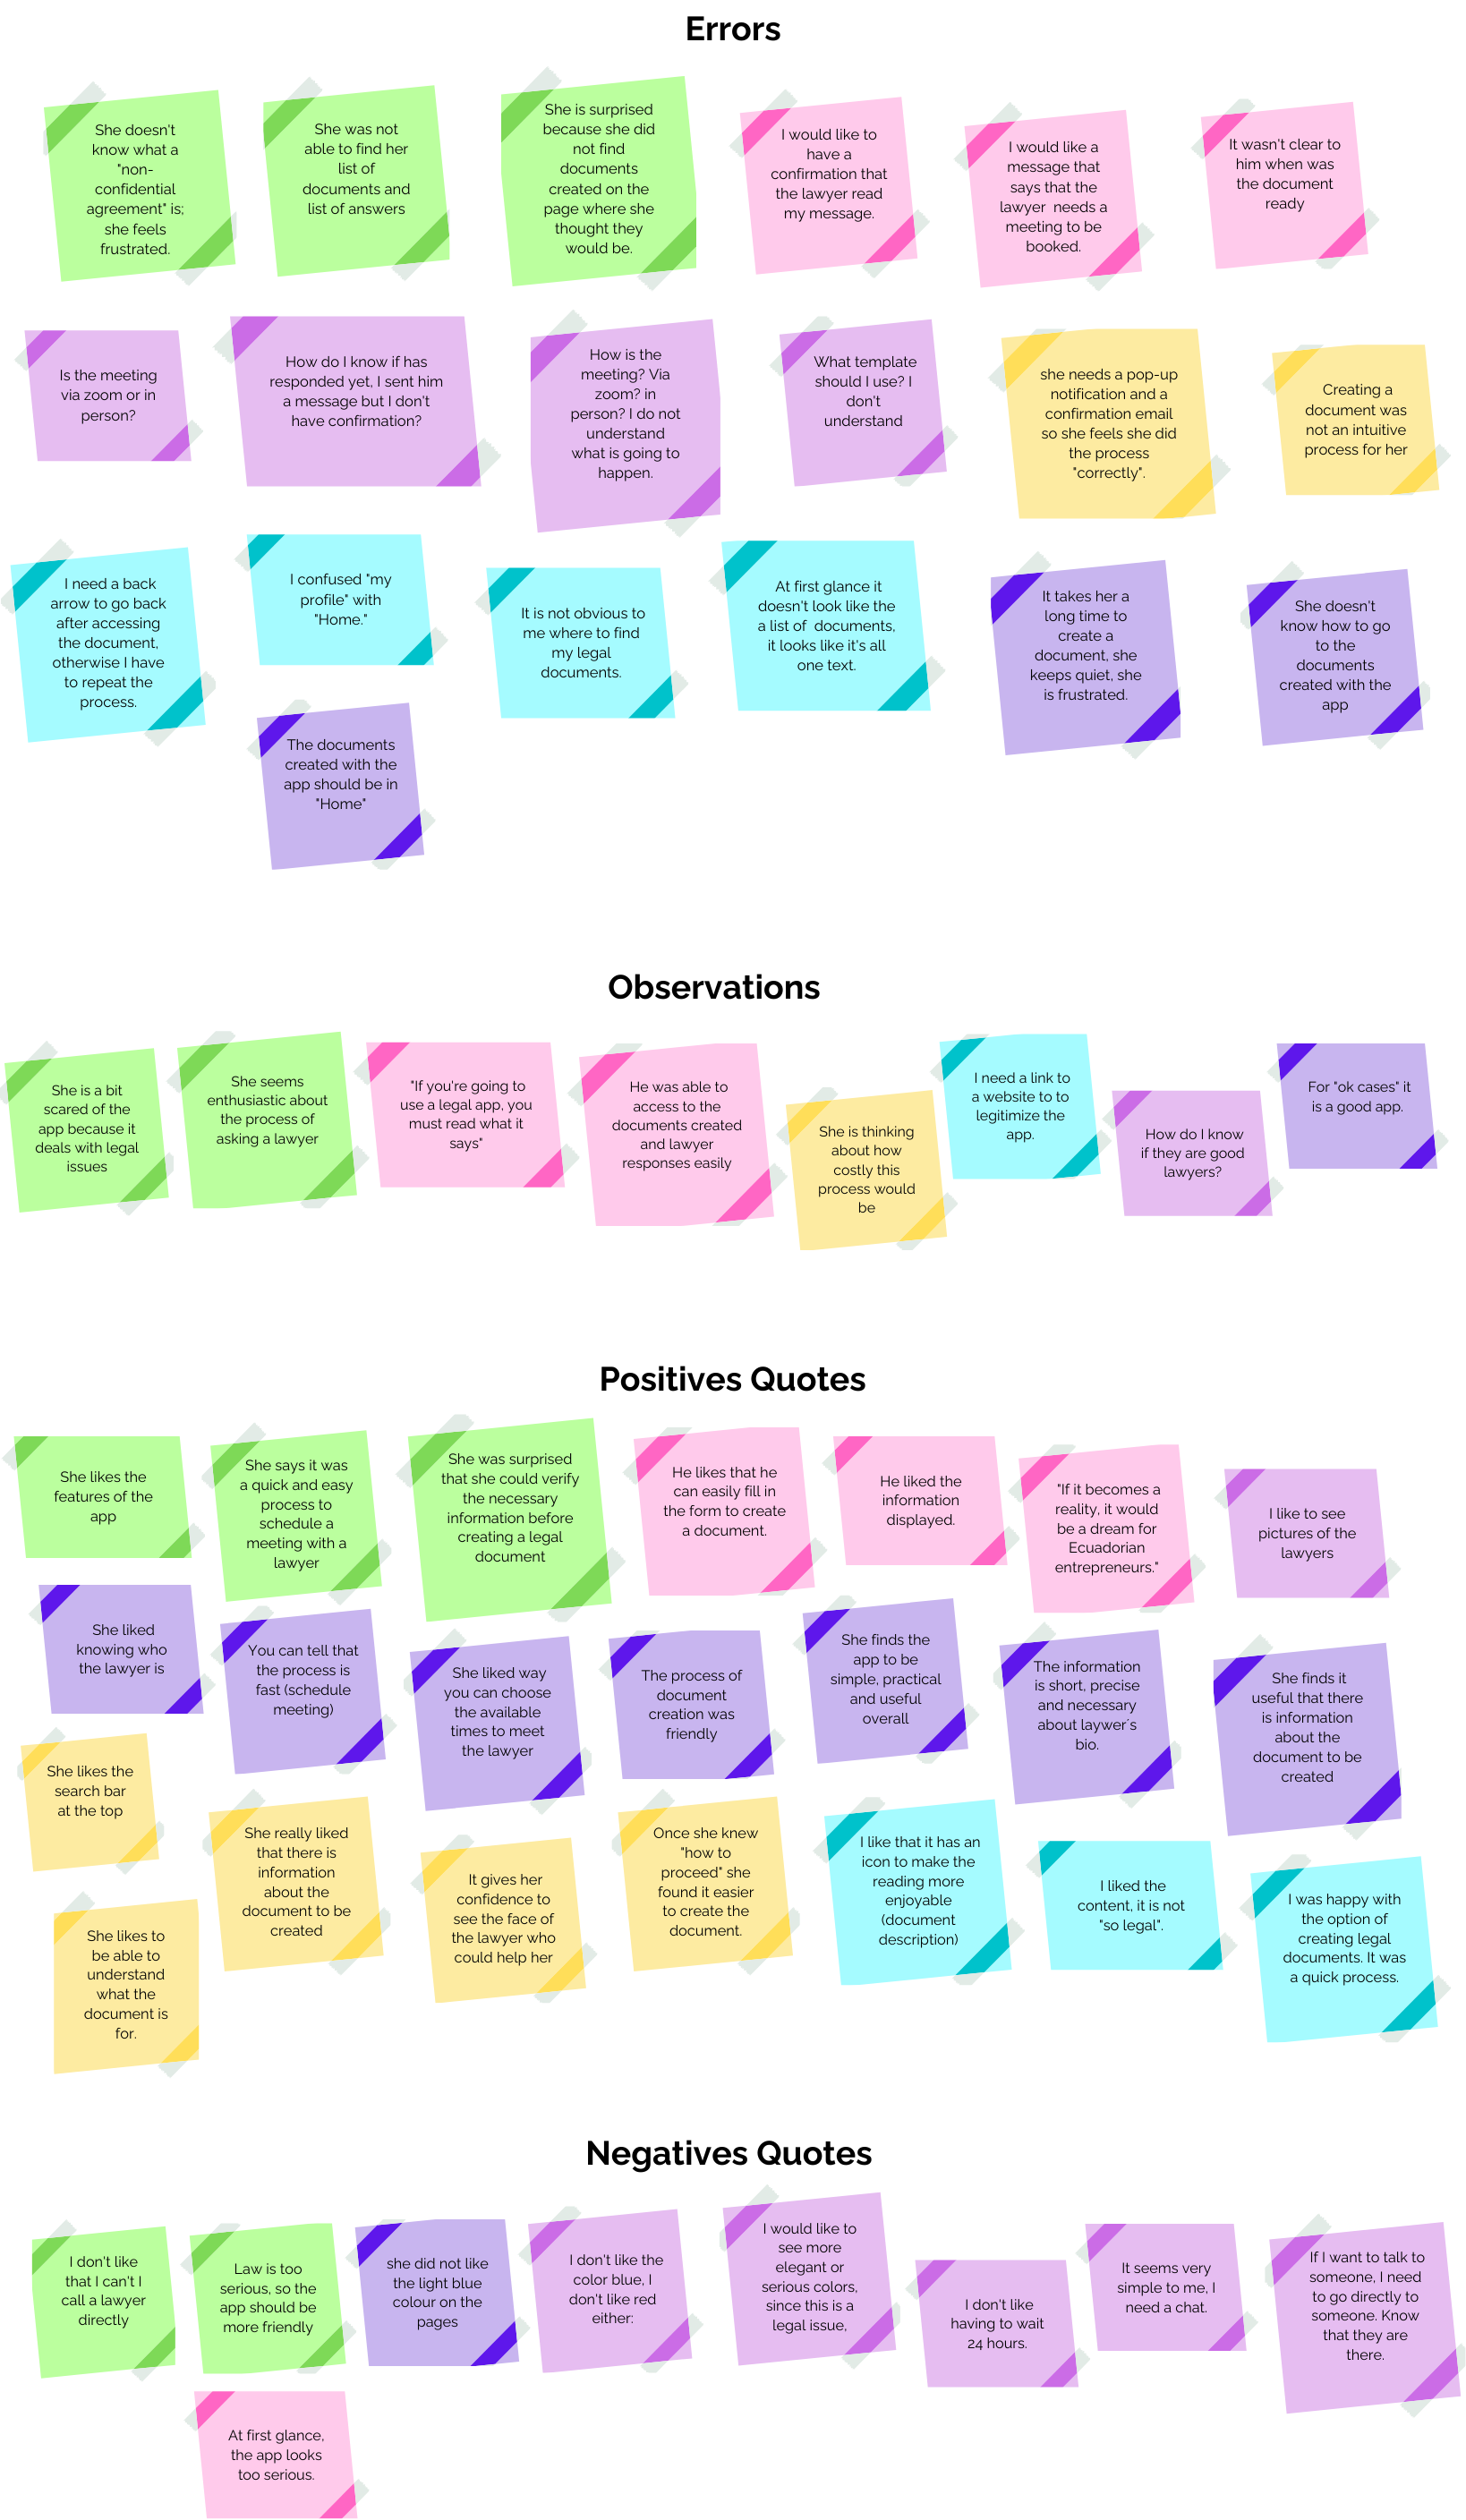 Errors
She doesn't
know what a
"non-
confidential
agreement" is;
she feels
frustrated.
She was not
able to find her
list of
documents and
list of answers
She is surprised
because she did
not find
documents
created on the
page where she
thought they
would be.
I would like to
have a
confirmation that
the lawyer read
my message.
I would like a
message that
says that the
lawyer needs a
meeting to be
booked.
It wasn't clear to
him when was
the document
ready
Is the meeting
via zoom or in
person?
How do I know if has
responded yet, I sent him
a message but I don't
have confirmation?
How is the
meeting? Via
zoom? in
person? I do not
understand
what is going to
happen.
What template
should I use? I
don't
understand
she needs a pop-up
notification and a
confirmation email
so she feels she did
the process
"correctly".
Creating a
document was
not an intuitive
process for her
I need a back
arrow to go back
after accessing
the document,
otherwise I have
to repeat the
process.
I confused "my
profile" with
"Home."
It is not obvious to
me where to find
my legal
documents.
At first glance it
doesn't look like the
a list of documents,
it looks like it's all
one text.
It takes her a
long time to
create a
document, she
keeps quiet, she
is frustrated.
She doesn't
know how to go
to the
documents
created with the
app
The documents
created with the
app should be in
"Home"
Observations
She is a bit
scared of the
app because it
deals with legal
issues
She seems
enthusiastic about
the process of
asking a lawyer
"If you're going to
use a legal app, you
must read what it
says"
He was able to
access to the
documents created
and lawyer
responses easily
She is thinking
about how
costly this
process would
be
I need a link to
a website to to
legitimize the
app.
How do I know
if they are good
lawyers?
For "ok cases" it
is a good app.
Positives Quotes
She likes the
features of the
app
She says it was
a quick and easy
process to
schedule a
meeting with a
lawyer
She was surprised
that she could verify
the necessary
information before
creating a legal
document
He likes that he
can easily fill in
the form to create
a document.
He liked the
information
displayed.
"If it becomes a
reality, it would
be a dream for
Ecuadorian
entrepreneurs."
I like to see
pictures of the
lawyers
She liked
knowing who
the lawyer is
You can tell that
the process is
fast (schedule
meeting)
She liked way
you can choose
the available
times to meet
the lawyer
The process of
document
creation was
friendly
She finds the
app to be
simple, practical
and useful
overall
The information
is short, precise
and necessary
about laywer´s
bio.
She finds it
useful that there
is information
about the
document to be
created
She likes the
search bar
at the top
She really liked
that there is
information
about the
document to be
created
It gives her
confidence to
see the face of
the lawyer who
could help her
Once she knew
"how to
proceed" she
found it easier
to create the
document.
I like that it has an
icon to make the
reading more
enjoyable
(document
description)
I liked the
content, it is not
"so legal".
I was happy with
the option of
creating legal
documents. It was
a quick process.
She likes to
be able to
understand
what the
document is
for.
Negatives Quotes
I don't like
that I can't I
call a lawyer
directly
Law is too
serious, so the
app should be
more friendly
she did not like
the light blue
colour on the
pages
I don't like the
color blue, I
don't like red
either:
I would like to
see more
elegant or
serious colors,
since this is a
legal issue,
I don't like
having to wait
24 hours.
It seems very
simple to me, I
need a chat.
If I want to talk to
someone, I need
to go directly to
someone. Know
that they are
there.
At first glance,
the app looks
too serious.